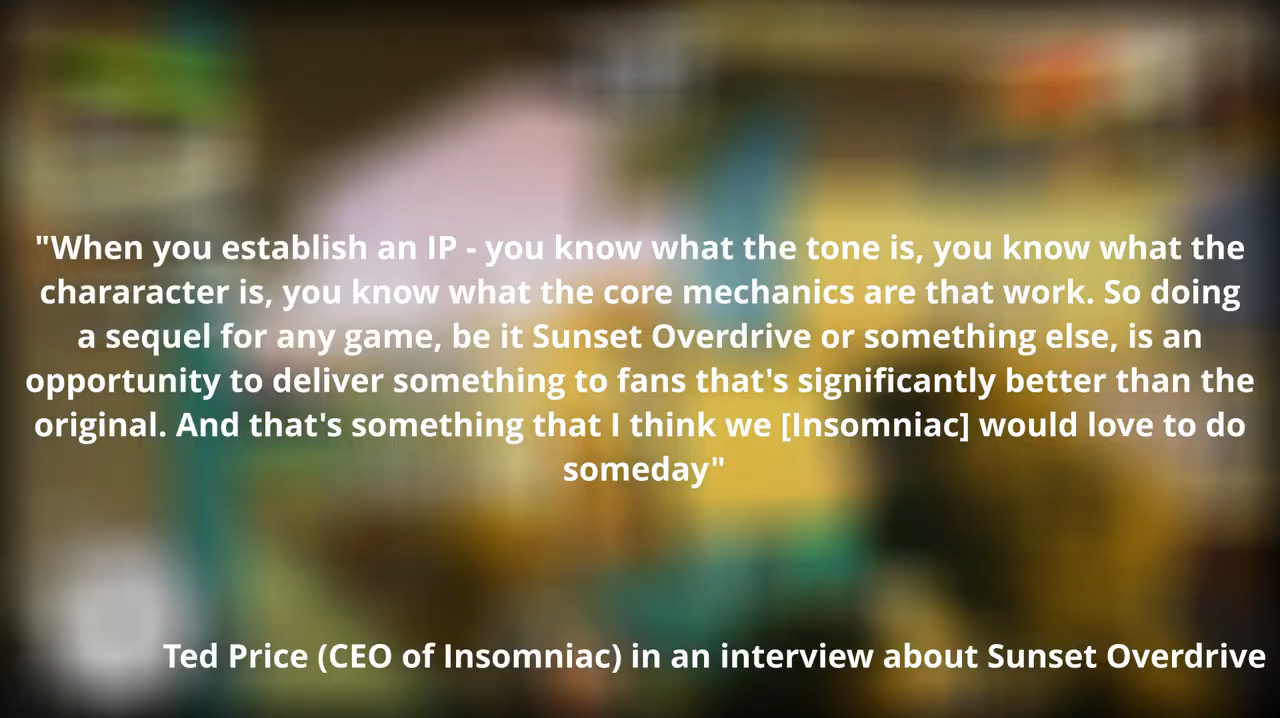 "When you establish an IP - you know what the tone is, you know what the
chararacter is, you know what the core mechanics are that work. So doing
a sequel for any game, be it Sunset Overdrive or something else, is an
opportunity to deliver something to fans that's significantly better than the
original. And that's something that I think we [Insomniac] would love to do
someday"
Ted Price (CEO of Insomniac) in an interview about Sunset Overdrive